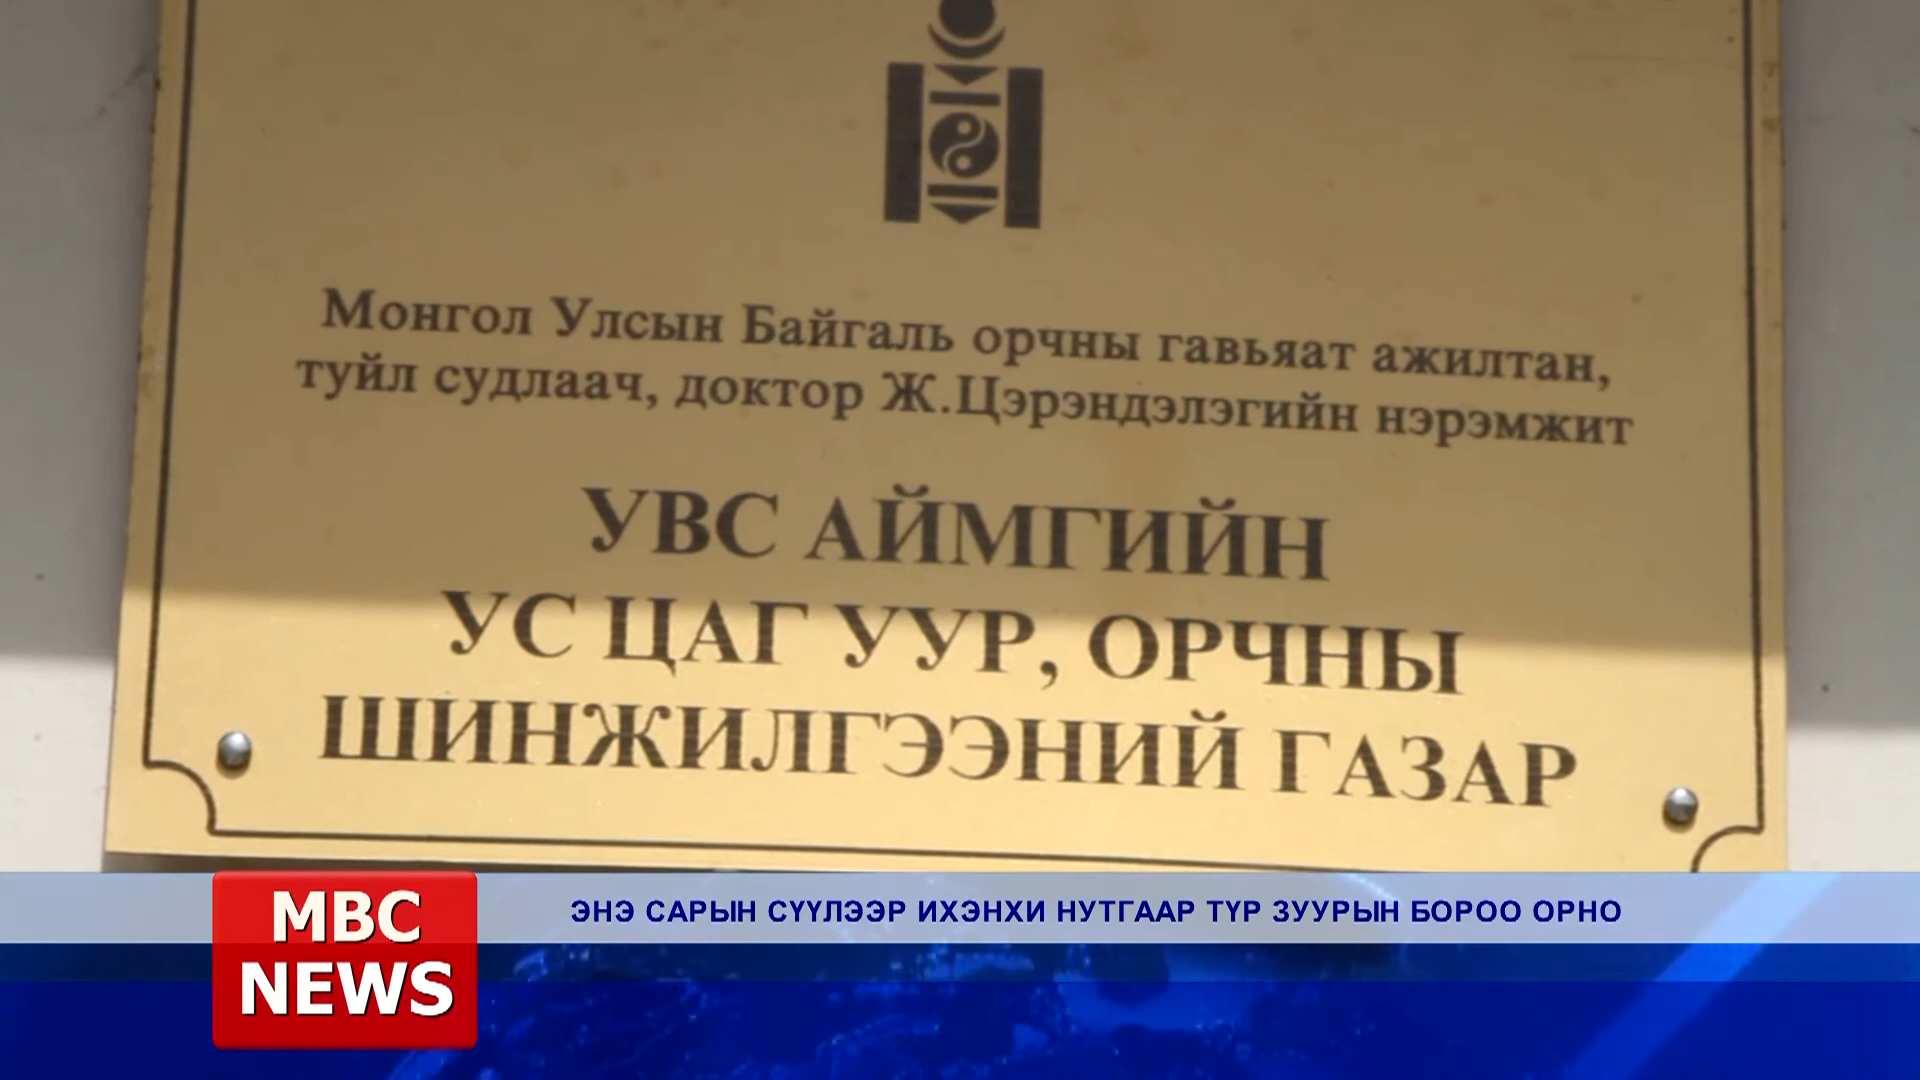 Монгол Улсын Байгаль орчны гавьяат ажилтан,
туйл судлаач, доктор Ж.Цэрэндэлэгийн нэрэмжит
УВС АЙМГИЙН
УС ЦАГ УУР, ОРЧНЫ
ШИНЖИЛГЭЭНИЙ ГАЗАР
MBC
NEWS
ЭНЭ САРЫН СҮҮЛЭЭР ИХЭНХИ НУТГААР ТҮР ЗУУРЫН БОРОО ОРНО